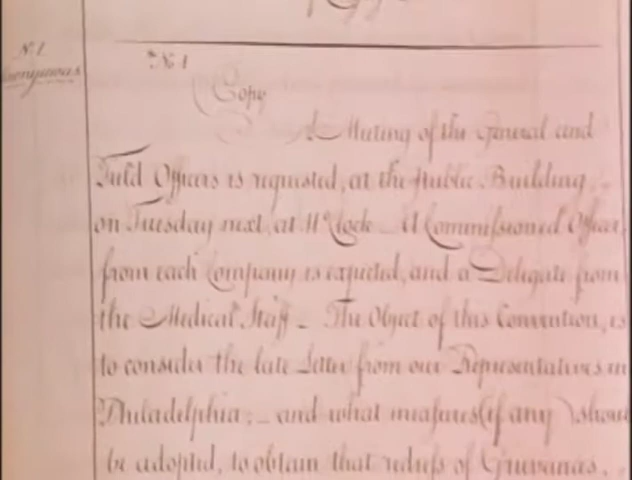 N.1
Anonymous
"No 1
Copy
A Meeting of the General and
Field Officers is requested, at the Public Building,
on Tuesday next, at 11 oClock _ A Commissioned Officer
from each Company is expected, and a Delegate from
the Medical Staff _ The Object of this Convention, is
to consider the late Letter from our Representatives in
Philadelphia; _ and what measures (if any) should
be adopted, to obtain that redress of Grievances,